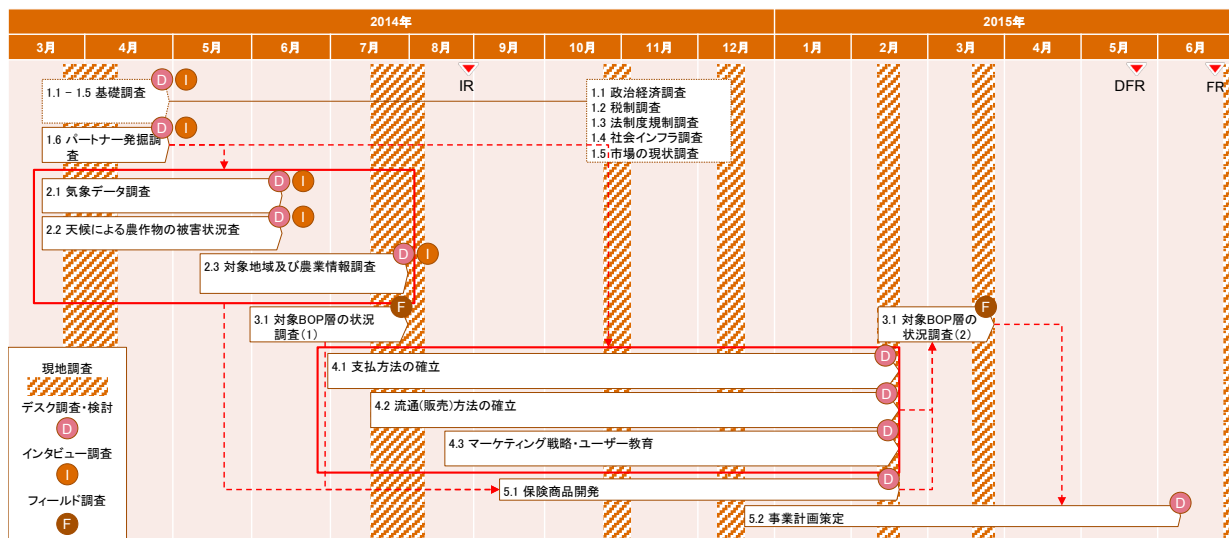 2014年
2015年
3月
4月
5月
6月
7月
8月
9月
10月
11月
12月
1月
2月
3月
4月
5月
6月
IR
DFR
FR
D
I
1.1 - 1.5 基礎調査
1.1 政治経済調査
1.2 税制調査
1.3 法制度規制調査
1.4 社会インフラ調査
1.5 市場の現状調査
D
I
1.6 パートナー発掘調
査
D
I
2.1 気象データ調査
D
I
2.2 天候による農作物の被害状況査
D
I
2.3 対象地域及び農業情報調査
F
3.1 対象BOP層の状況
調査(1)
F
3.1 対象BOP層の
状況調査(2)
D
4.1 支払方法の確立
D
4.2 流通(販売)方法の確立
D
4.3 マーケティング戦略・ユーザー教育
D
5.1 保険商品開発
D
5.2 事業計画策定
現地調査
デスク調査・検討
D
インタビュー調査
I
フィールド調査
F